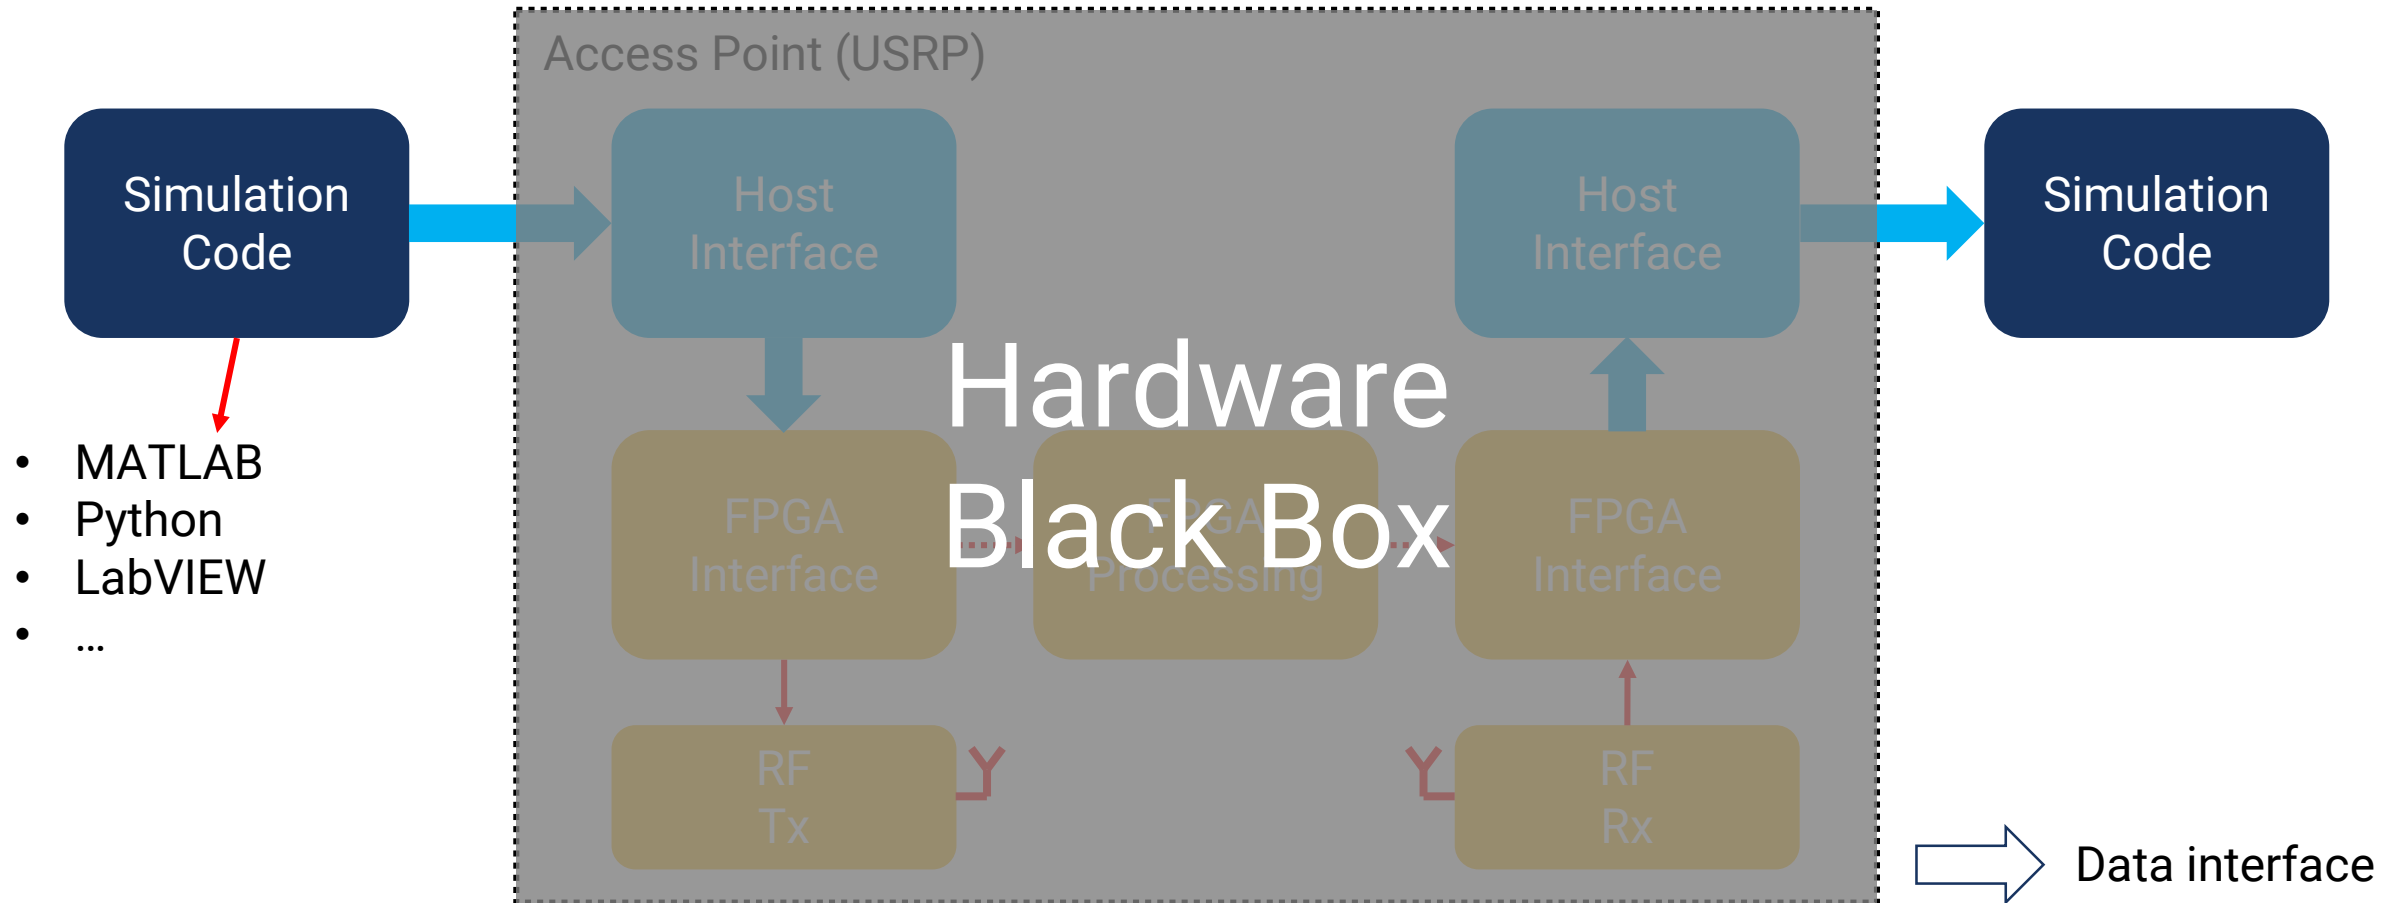 Access Point (USRP)
Simulation
Code
Host
Interface
Host
Interface
Simulation
Code
Hardware
Black Box
• MATLAB
• Python
• LabVIEW
• ...
FPGA
Interface
FPGA
Processing
FPGA
Interface
RF
Tx
RF
Rx
Data interface